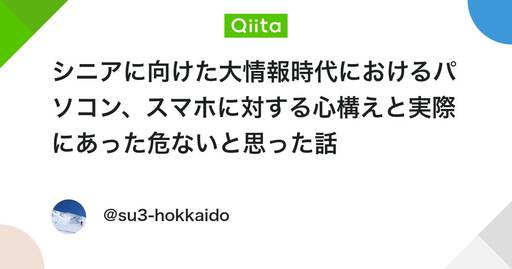 Qiita
シニアに向けた大情報時代におけるパ
ソコン、スマホに対する心構えと実際
にあった危ないと思った話
@su3-hokkaido